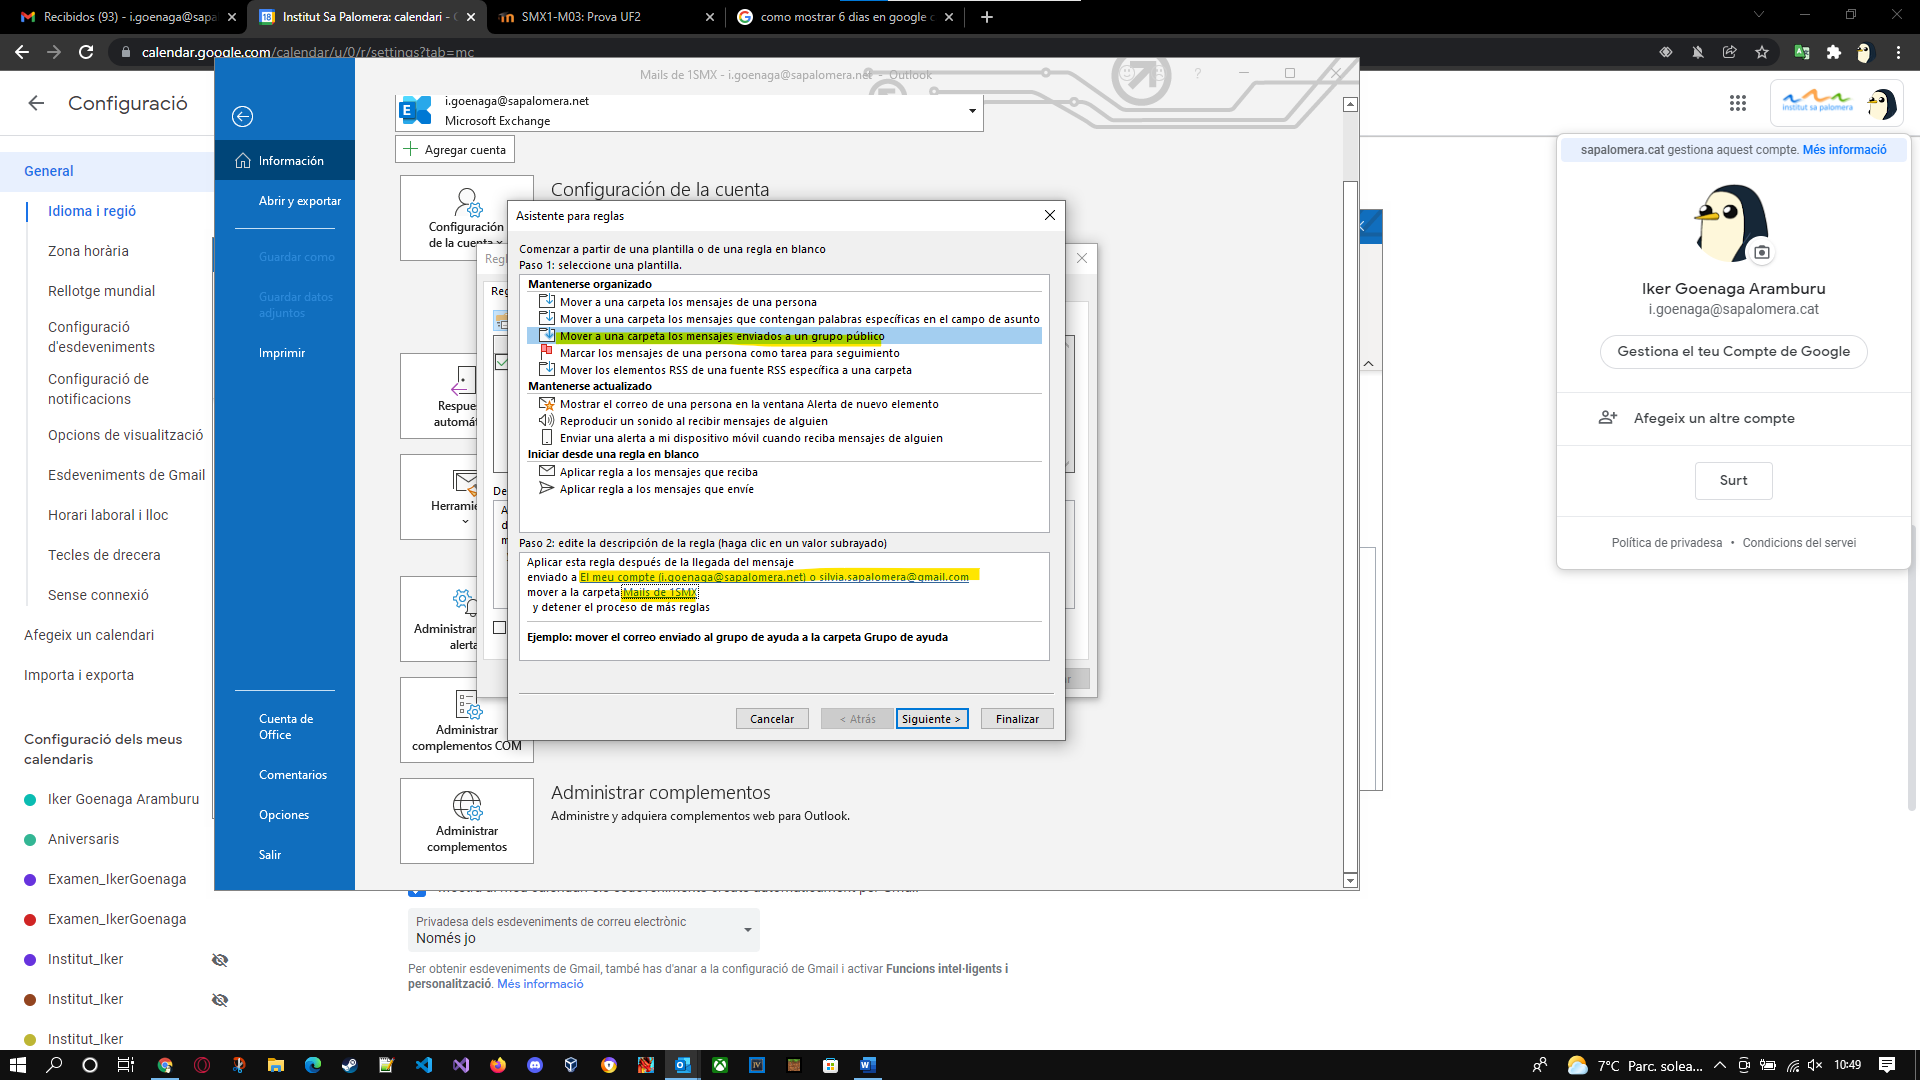 Recibidos (93) - i.goenaga@sapa
Institut Sa Palomera: calendari -
SMX1-M03: Prova UF2
como mostrar 6 dias en google
calendar.google.com/calendar/u/0/r/settings?tab=mc
Configuració
General
Idioma i regió
Zona horària
Rellotge mundial
Configuració
d'esdeveniments
Configuració de
notificacions
Opcions de visualització
Esdeveniments de Gmail
Horari laboral i lloc
Tecles de drecera
Sense connexió
Afegeix un calendari
Importa i exporta
Configuració dels meus
calendaris
Iker Goenaga Aramburu
Aniversaris
Examen_IkerGoenaga
Examen_IkerGoenaga
Institut_Iker
Institut_Iker
Institut_Iker
Información
Abrir y exportar
Guardar como
Guardar datos
adjuntos
Imprimir
Cuenta de
Office
Comentarios
Opciones
Salir
Mails de 1SMX - i.goenaga@sapalomera.net - Outlook
i.goenaga@sapalomera.net
Microsoft Exchange
Agregar cuenta
Configuración
de la cuenta
Configuración de la cuenta
Respue
automát
Herramie
Administrar
alerta
Administrar
complementos COM
Administrar
complementos
Administrar complementos
Administre y adquiera complementos web para Outlook.
Regl
Reg
De
A
d
m
Asistente para reglas
Comenzar a partir de una plantilla o de una regla en blanco
Paso 1: seleccione una plantilla.
Mantenerse organizado
Mover a una carpeta los mensajes de una persona
Mover a una carpeta los mensajes que contengan palabras específicas en el campo de asunto
Mover a una carpeta los mensajes enviados a un grupo público
Marcar los mensajes de una persona como tarea para seguimiento
Mover los elementos RSS de una fuente RSS específica a una carpeta
Mantenerse actualizado
Mostrar el correo de una persona en la ventana Alerta de nuevo elemento
Reproducir un sonido al recibir mensajes de alguien
Enviar una alerta a mi dispositivo móvil cuando reciba mensajes de alguien
Iniciar desde una regla en blanco
Aplicar regla a los mensajes que reciba
Aplicar regla a los mensajes que envíe
Paso 2: edite la descripción de la regla (haga clic en un valor subrayado)
Aplicar esta regla después de la llegada del mensaje
enviado a El meu compte (i.goenaga@sapalomera.net) o silvia.sapalomera@gmail.com
mover a la carpeta Mails de 1SMX
y detener el proceso de más reglas
Ejemplo: mover el correo enviado al grupo de ayuda a la carpeta Grupo de ayuda
Cancelar
< Atrás
Siguiente >
Finalizar
Privadesa dels esdeveniments de correu electrònic
Només jo
Per obtenir esdeveniments de Gmail, també has d'anar a la configuració de Gmail i activar Funcions intel·ligents i
personalització. Més informació
institut sa palomera
sapalomera.cat gestiona aquest compte. Més informació
Iker Goenaga Aramburu
i.goenaga@sapalomera.cat
Gestiona el teu Compte de Google
Afegeix un altre compte
Surt
Política de privadesa • Condicions del servei
7°C Parc. solea...
10:49